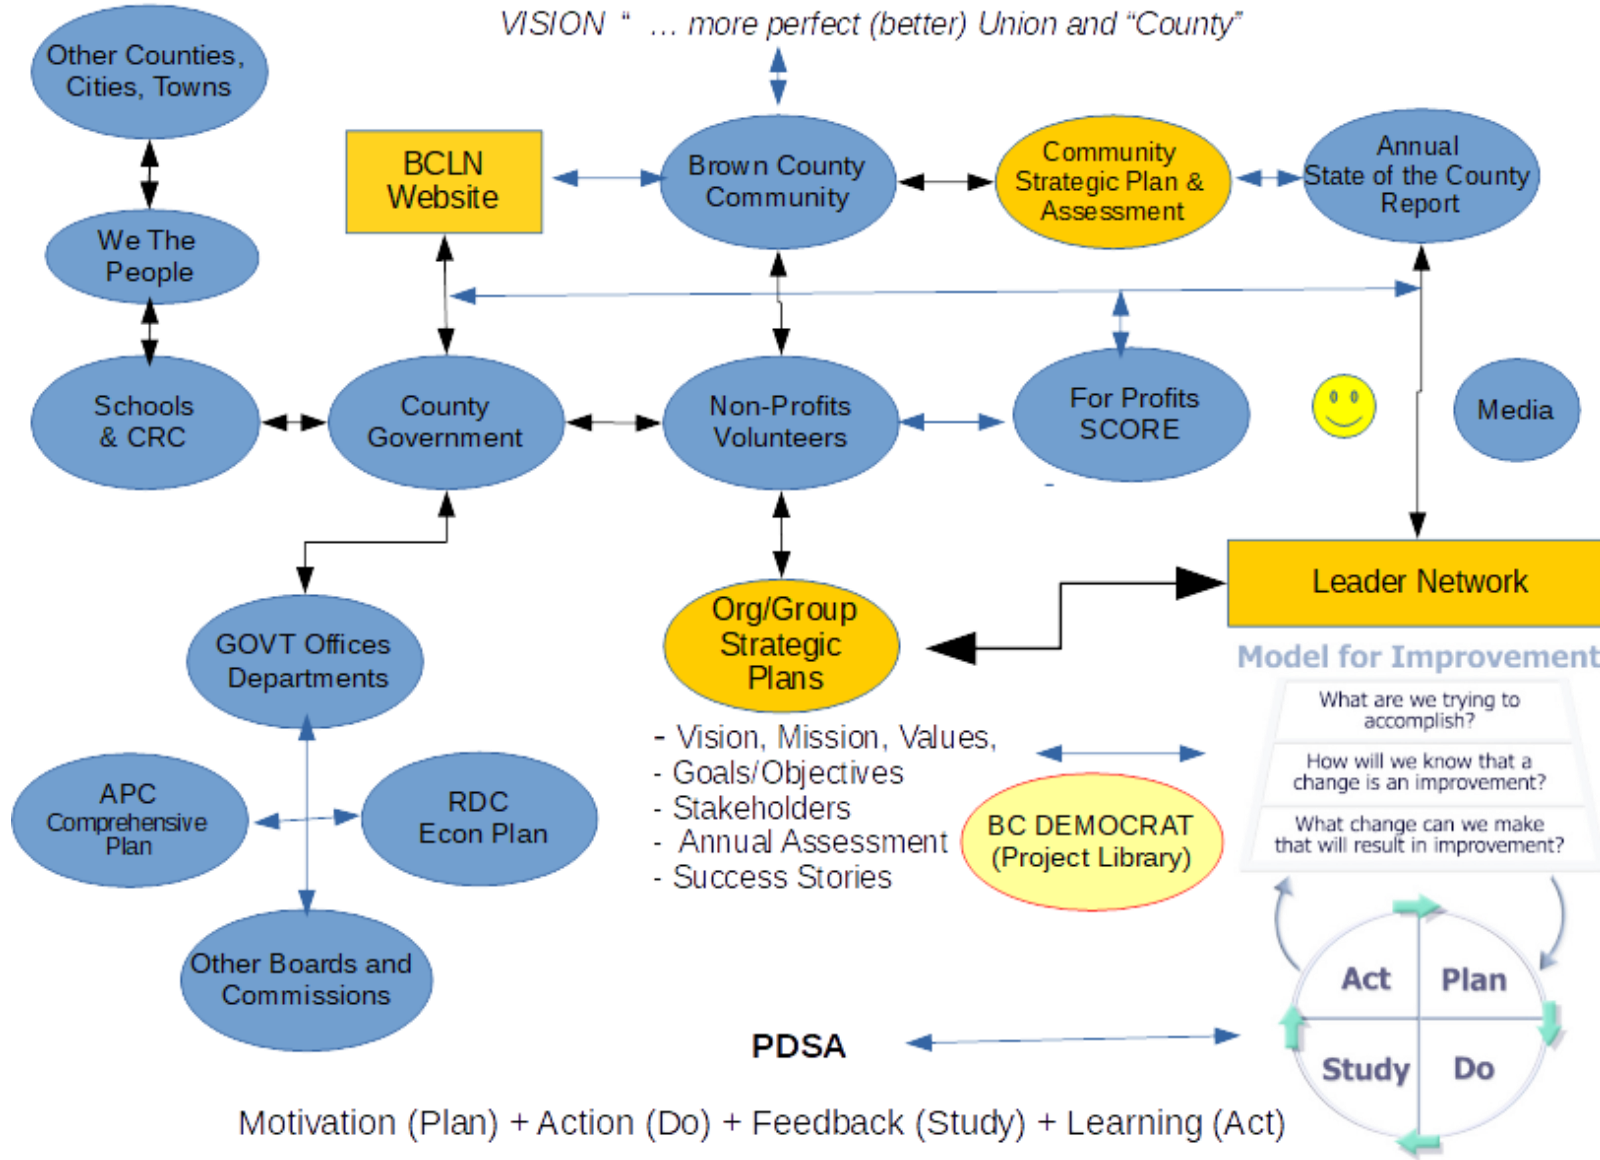 VISION “ ... more perfect (better) Union and “County”
Other Counties,
Cities, Towns
BCLN
Website
Brown County
Community
Community
Strategic Plan &
Assessment
Annual
State of the County
Report
We The
People
Schools
& CRC
County
Government
Non-Profits
Volunteers
For Profits
SCORE
Media
Leader Network
GOVT Offices
Departments
Org/Group
Strategic
Plans
Model for Improvement
What are we trying to
accomplish?
How will we know that a
change is an improvement?
What change can we make
that will result in improvement?
- Vision, Mission, Values,
- Goals/Objectives
- Stakeholders
- Annual Assessment
- Success Stories
APC
Comprehensive
Plan
RDC
Econ Plan
BC DEMOCRAT
(Project Library)
Other Boards and
Commissions
Act
Plan
Study
Do
PDSA
Motivation (Plan) + Action (Do) + Feedback (Study) + Learning (Act)